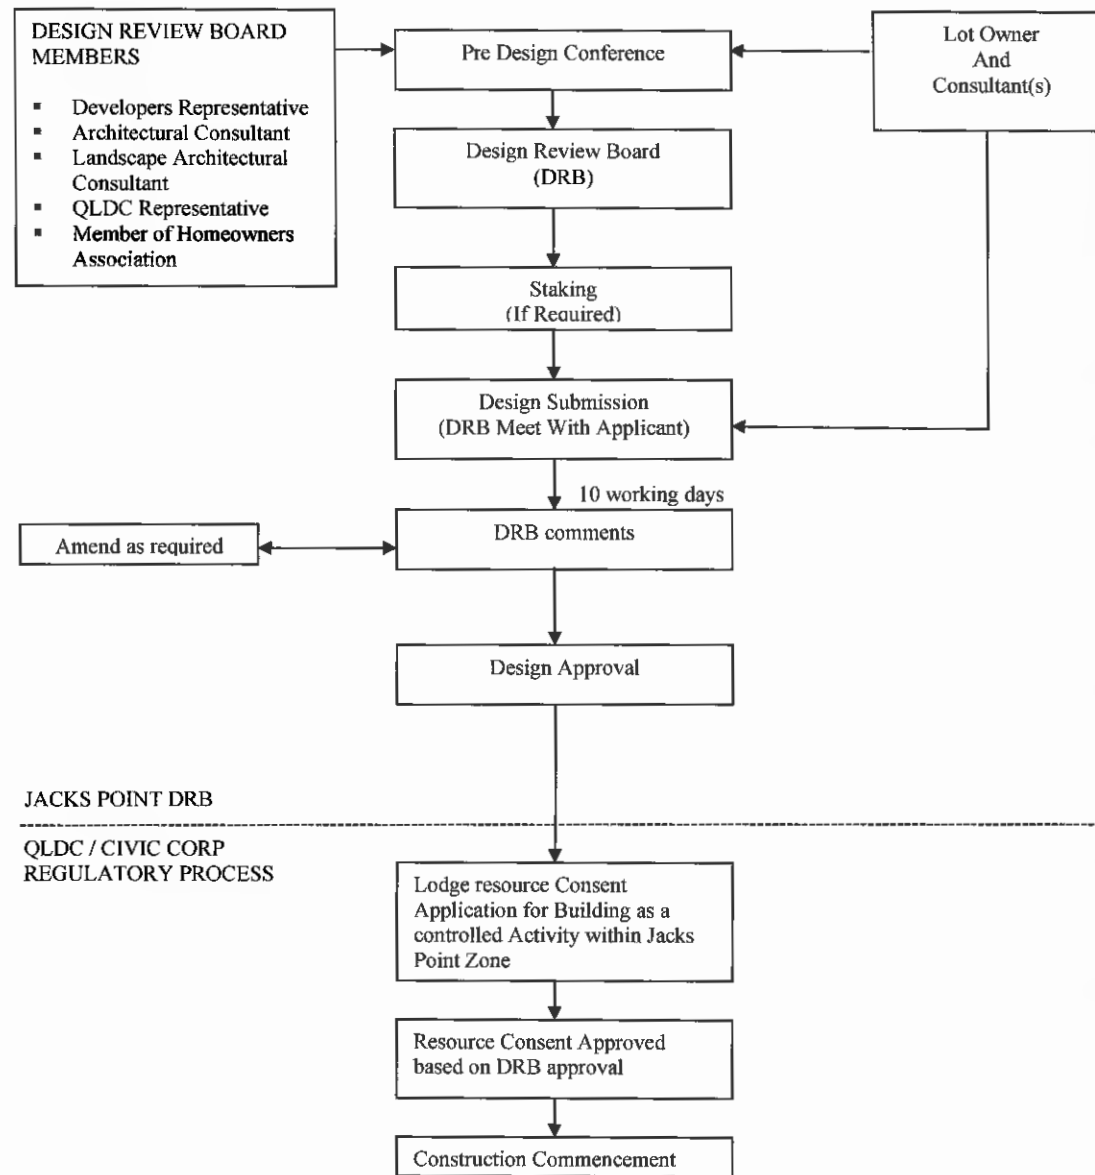 DESIGN REVIEW BOARD
MEMBERS
▪ Developers Representative
▪ Architectural Consultant
▪ Landscape Architectural
Consultant
▪ QLDC Representative
▪ Member of Homeowners
Association
Pre Design Conference
Lot Owner
And
Consultant(s)
Design Review Board
(DRB)
Staking
(If Required)
Design Submission
(DRB Meet With Applicant)
10 working days
DRB comments
Amend as required
Design Approval
JACKS POINT DRB
QLDC / CIVIC CORP
REGULATORY PROCESS
Lodge resource Consent
Application for Building as a
controlled Activity within Jacks
Point Zone
Resource Consent Approved
based on DRB approval
Construction Commencement